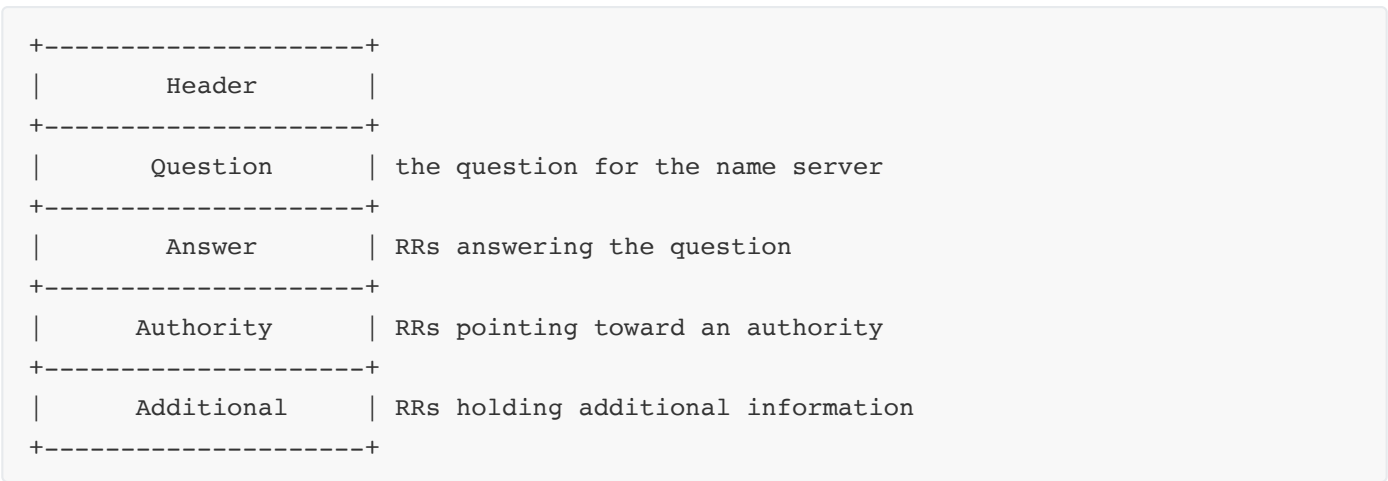 +---------------------+
|        Header       |
+---------------------+
|       Question      | the question for the name server
+---------------------+
|        Answer       | RRs answering the question
+---------------------+
|      Authority      | RRs pointing toward an authority
+---------------------+
|      Additional     | RRs holding additional information
+---------------------+